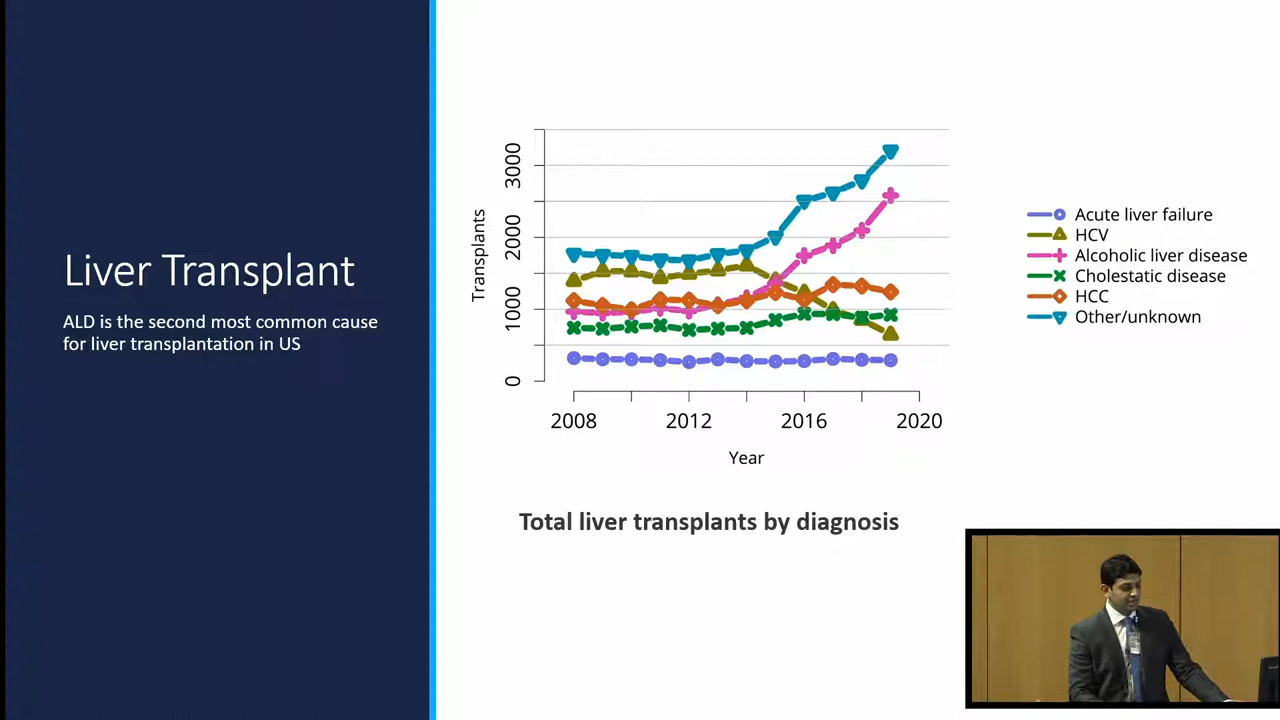 Liver Transplant
ALD is the second most common cause
for liver transplantation in US
Transplants
3000
2000
1000
0
2008
2012
2016
2020
Year
Acute liver failure
HCV
Alcoholic liver disease
Cholestatic disease
HCC
Other/unknown
Total liver transplants by diagnosis